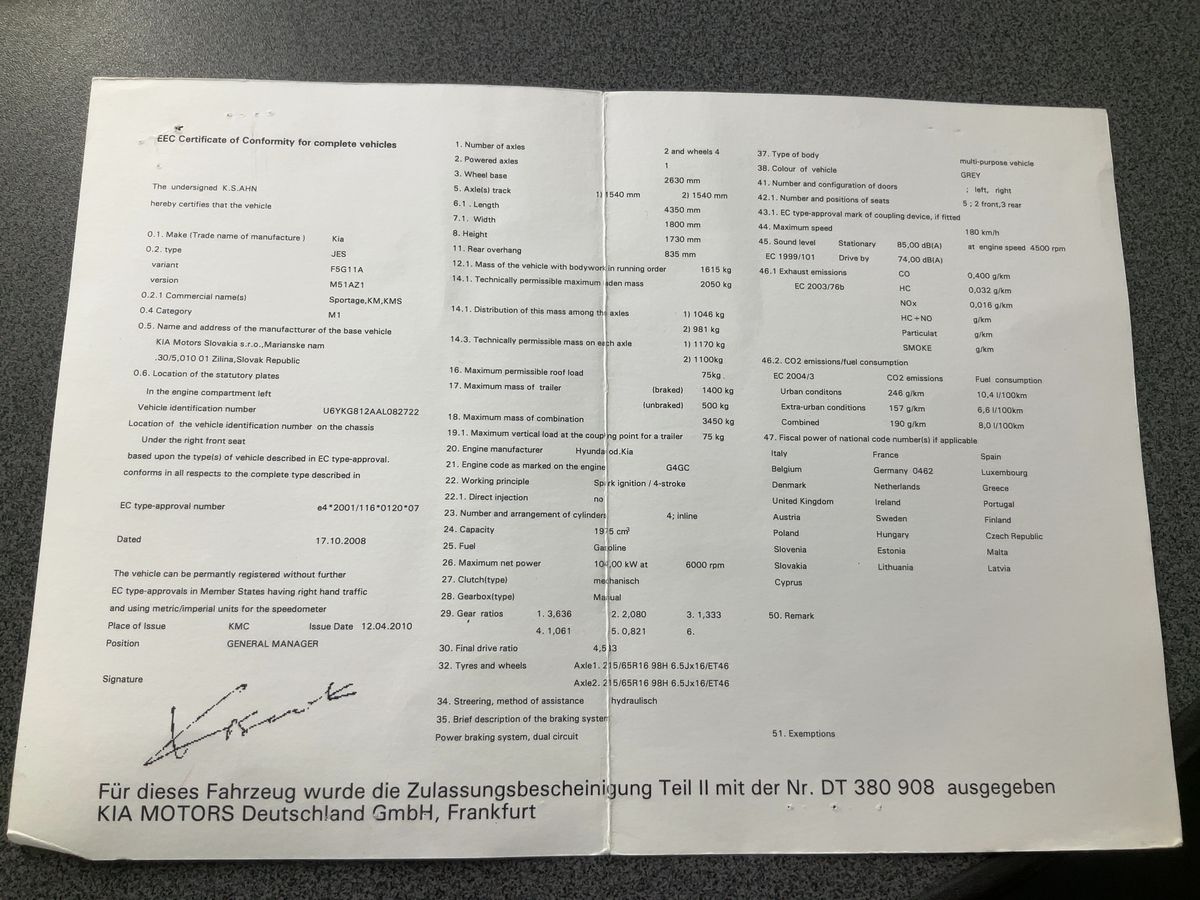 EEC Certificate of Conformity for complete vehicles
The undersigned K.S.AHN
hereby certifies that the vehicle
0.1. Make (Trade name of manufacture ) Kia
0.2. type JES
variant F5G11A
version M51AZ1
0.2.1 Commercial name(s) Sportage,KM,KMS
0.4 Category M1
0.5. Name and address of the manufactturer of the base vehicle
KIA Motors Slovakia s.r.o.,Marianske nam
.30/5,010 01 Zilina,Slovak Republic
0.6. Location of the statutory plates
In the engine compartment left
Vehicle identification number U6YKG812AAL082722
Location of the vehicle identification number on the chassis
Under the right front seat
based upon the type(s) of vehicle described in EC type-approval.
conforms in all respects to the complete type described in
EC type-approval number e4*2001/116*0120*07
Dated 17.10.2008
The vehicle can be permantly registered without further
EC type-approvals in Member States having right hand traffic
and using metric/imperial units for the speedometer
Place of Issue KMC Issue Date 12.04.2010
Position GENERAL MANAGER
Signature
1. Number of axles 2 and wheels 4
2. Powered axles 1
3. Wheel base 2630 mm
5. Axle(s) track 1) 1540 mm 2) 1540 mm
6.1 . Length 4350 mm
7.1. Width 1800 mm
8. Height 1730 mm
11. Rear overhang 835 mm
12.1. Mass of the vehicle with bodywork in running order 1615 kg
14.1. Technically permissible maximum laden mass 2050 kg
14.1. Distribution of this mass among the axles 1) 1046 kg
2) 981 kg
14.3. Technically permissible mass on each axle 1) 1170 kg
2) 1100kg
16. Maximum permissible roof load 75kg
17. Maximum mass of trailer (braked) 1400 kg
(unbraked) 500 kg
18. Maximum mass of combination 3450 kg
19.1. Maximum vertical load at the coupling point for a trailer 75 kg
20. Engine manufacturer Hyundai od.Kia
21. Engine code as marked on the engine G4GC
22. Working principle Spark ignition / 4-stroke
22.1. Direct injection no
23. Number and arrangement of cylinders 4; inline
24. Capacity 1975 cm³
25. Fuel Gasoline
26. Maximum net power 104,00 kW at 6000 rpm
27. Clutch(type) mechanisch
28. Gearbox(type) Manual
29. Gear ratios 1. 3,636 2. 2,080 3. 1,333
4. 1,061 5. 0,821 6.
30. Final drive ratio 4,533
32. Tyres and wheels Axle1. 215/65R16 98H 6.5Jx16/ET46
Axle2. 215/65R16 98H 6.5Jx16/ET46
34. Streering, method of assistance hydraulisch
35. Brief description of the braking system
Power braking system, dual circuit
37. Type of body multi-purpose vehicle
38. Colour of vehicle GREY
41. Number and configuration of doors ; left, right
42.1. Number and positions of seats 5 ; 2 front,3 rear
43.1. EC type-approval mark of coupling device, if fitted
44. Maximum speed 180 km/h
45. Sound level Stationary 85,00 dB(A) at engine speed 4500 rpm
EC 1999/101 Drive by 74,00 dB(A)
46.1 Exhaust emissions CO 0,400 g/km
EC 2003/76b HC 0,032 g/km
NOx 0,016 g/km
HC+NO g/km
Particulat g/km
SMOKE g/km
46.2. CO2 emissions/fuel consumption
EC 2004/3 CO2 emissions Fuel consumption
Urban conditons 246 g/km 10,4 l/100km
Extra-urban conditions 157 g/km 6,6 l/100km
Combined 190 g/km 8,0 l/100km
47. Fiscal power of national code number(s) if applicable
Italy France Spain
Belgium Germany 0462 Luxembourg
Denmark Netherlands Greece
United Kingdom Ireland Portugal
Austria Sweden Finland
Poland Hungary Czech Republic
Slovenia Estonia Malta
Slovakia Lithuania Latvia
Cyprus
50. Remark
51. Exemptions
Für dieses Fahrzeug wurde die Zulassungsbescheinigung Teil II mit der Nr. DT 380 908 ausgegeben
KIA MOTORS Deutschland GmbH, Frankfurt